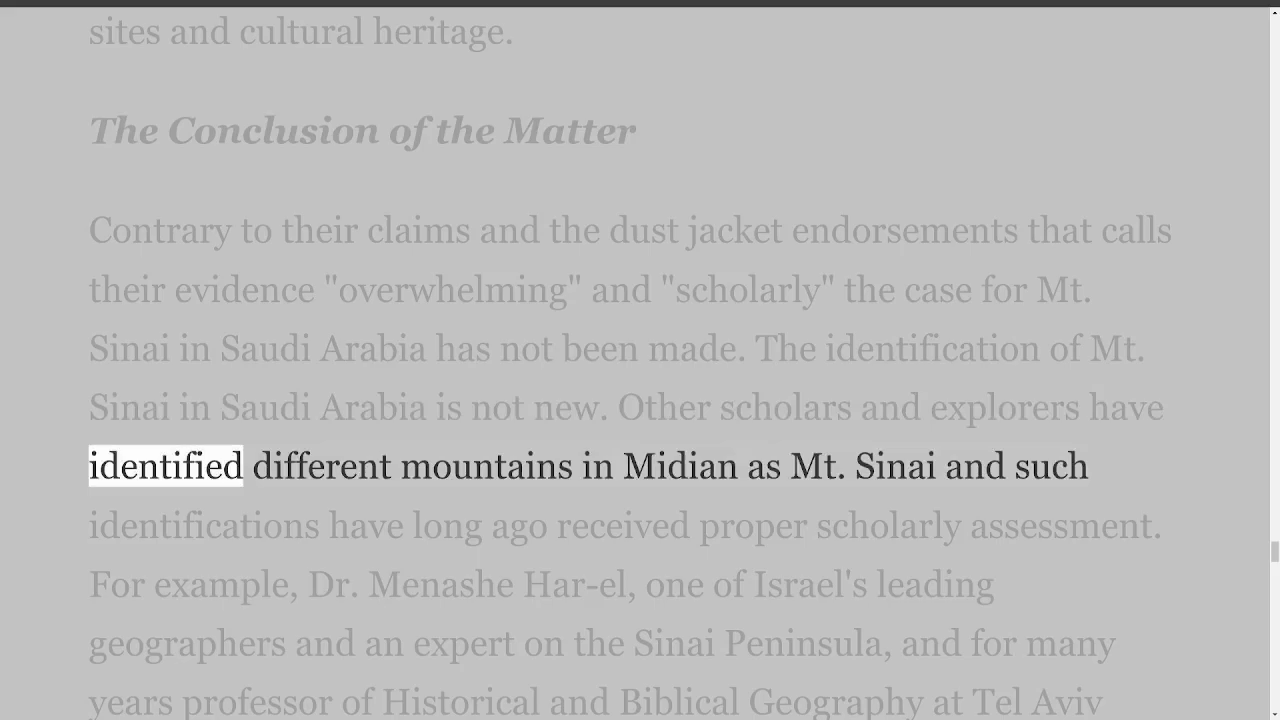 sites and cultural heritage.
The Conclusion of the Matter
Contrary to their claims and the dust jacket endorsements that calls
their evidence "overwhelming" and "scholarly" the case for Mt.
Sinai in Saudi Arabia has not been made. The identification of Mt.
Sinai in Saudi Arabia is not new. Other scholars and explorers have
identified different mountains in Midian as Mt. Sinai and such
identifications have long ago received proper scholarly assessment.
For example, Dr. Menashe Har-el, one of Israel's leading
geographers and an expert on the Sinai Peninsula, and for many
years professor of Historical and Biblical Geography at Tel Aviv